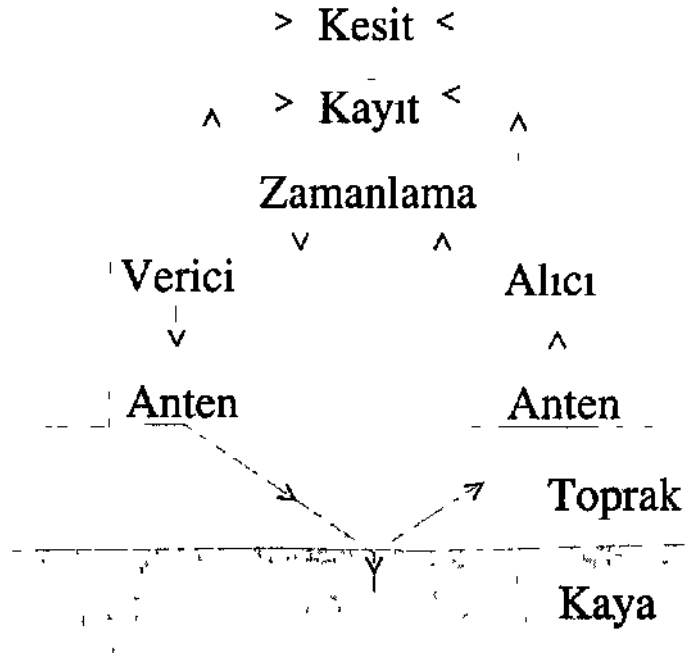 > Kesit <
> Kayıt <
Zamanlama
Verici Alıcı
Anten Anten
Toprak
Kaya